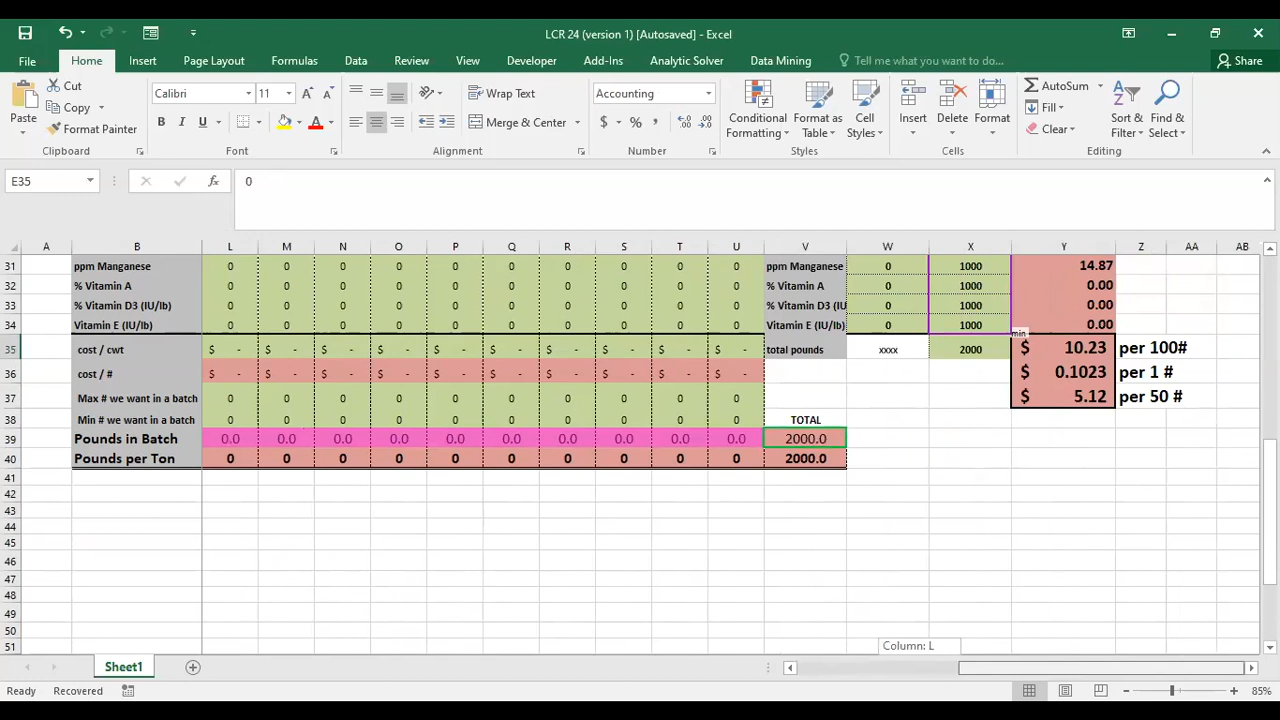 LCR 24 (version 1) [Autosaved] - Excel
File Home Insert Page Layout Formulas Data Review View Developer Add-Ins Analytic Solver Data Mining Tell me what you want to do... Share
Paste Cut Copy Format Painter
Calibri 11 B I U A
Wrap Text Merge & Center
Accounting $ % ,
Conditional Formatting Format as Table Cell Styles
Insert Delete Format
AutoSum Fill Clear Sort & Filter Find & Select
Clipboard Font Alignment Number Styles Cells Editing
E35 fx 0
A B L M N O P Q R S T U V W X Y Z AA AB
31 ppm Manganese 0 0 0 0 0 0 0 0 0 0 ppm Manganese 0 1000 14.87
32 % Vitamin A 0 0 0 0 0 0 0 0 0 0 % Vitamin A 0 1000 0.00
33 % Vitamin D3 (IU/lb) 0 0 0 0 0 0 0 0 0 0 % Vitamin D3 (IU 0 1000 0.00
34 Vitamin E (IU/lb) 0 0 0 0 0 0 0 0 0 0 Vitamin E (IU/lb) 0 1000 0.00
min
35 cost / cwt $ - $ - $ - $ - $ - $ - $ - $ - $ - $ - total pounds xxxx 2000 $ 10.23 per 100#
36 cost / # $ - $ - $ - $ - $ - $ - $ - $ - $ - $ - 0.1023 per 1 #
37 Max # we want in a batch 0 0 0 0 0 0 0 0 0 0 $ 5.12 per 50 #
38 Min # we want in a batch 0 0 0 0 0 0 0 0 0 0 TOTAL
39 Pounds in Batch 0.0 0.0 0.0 0.0 0.0 0.0 0.0 0.0 0.0 0.0 2000.0
40 Pounds per Ton 0 0 0 0 0 0 0 0 0 0 2000.0
41
42
43
44
45
46
47
48
49
50
51
Column: L
Sheet1
Ready Recovered 85%